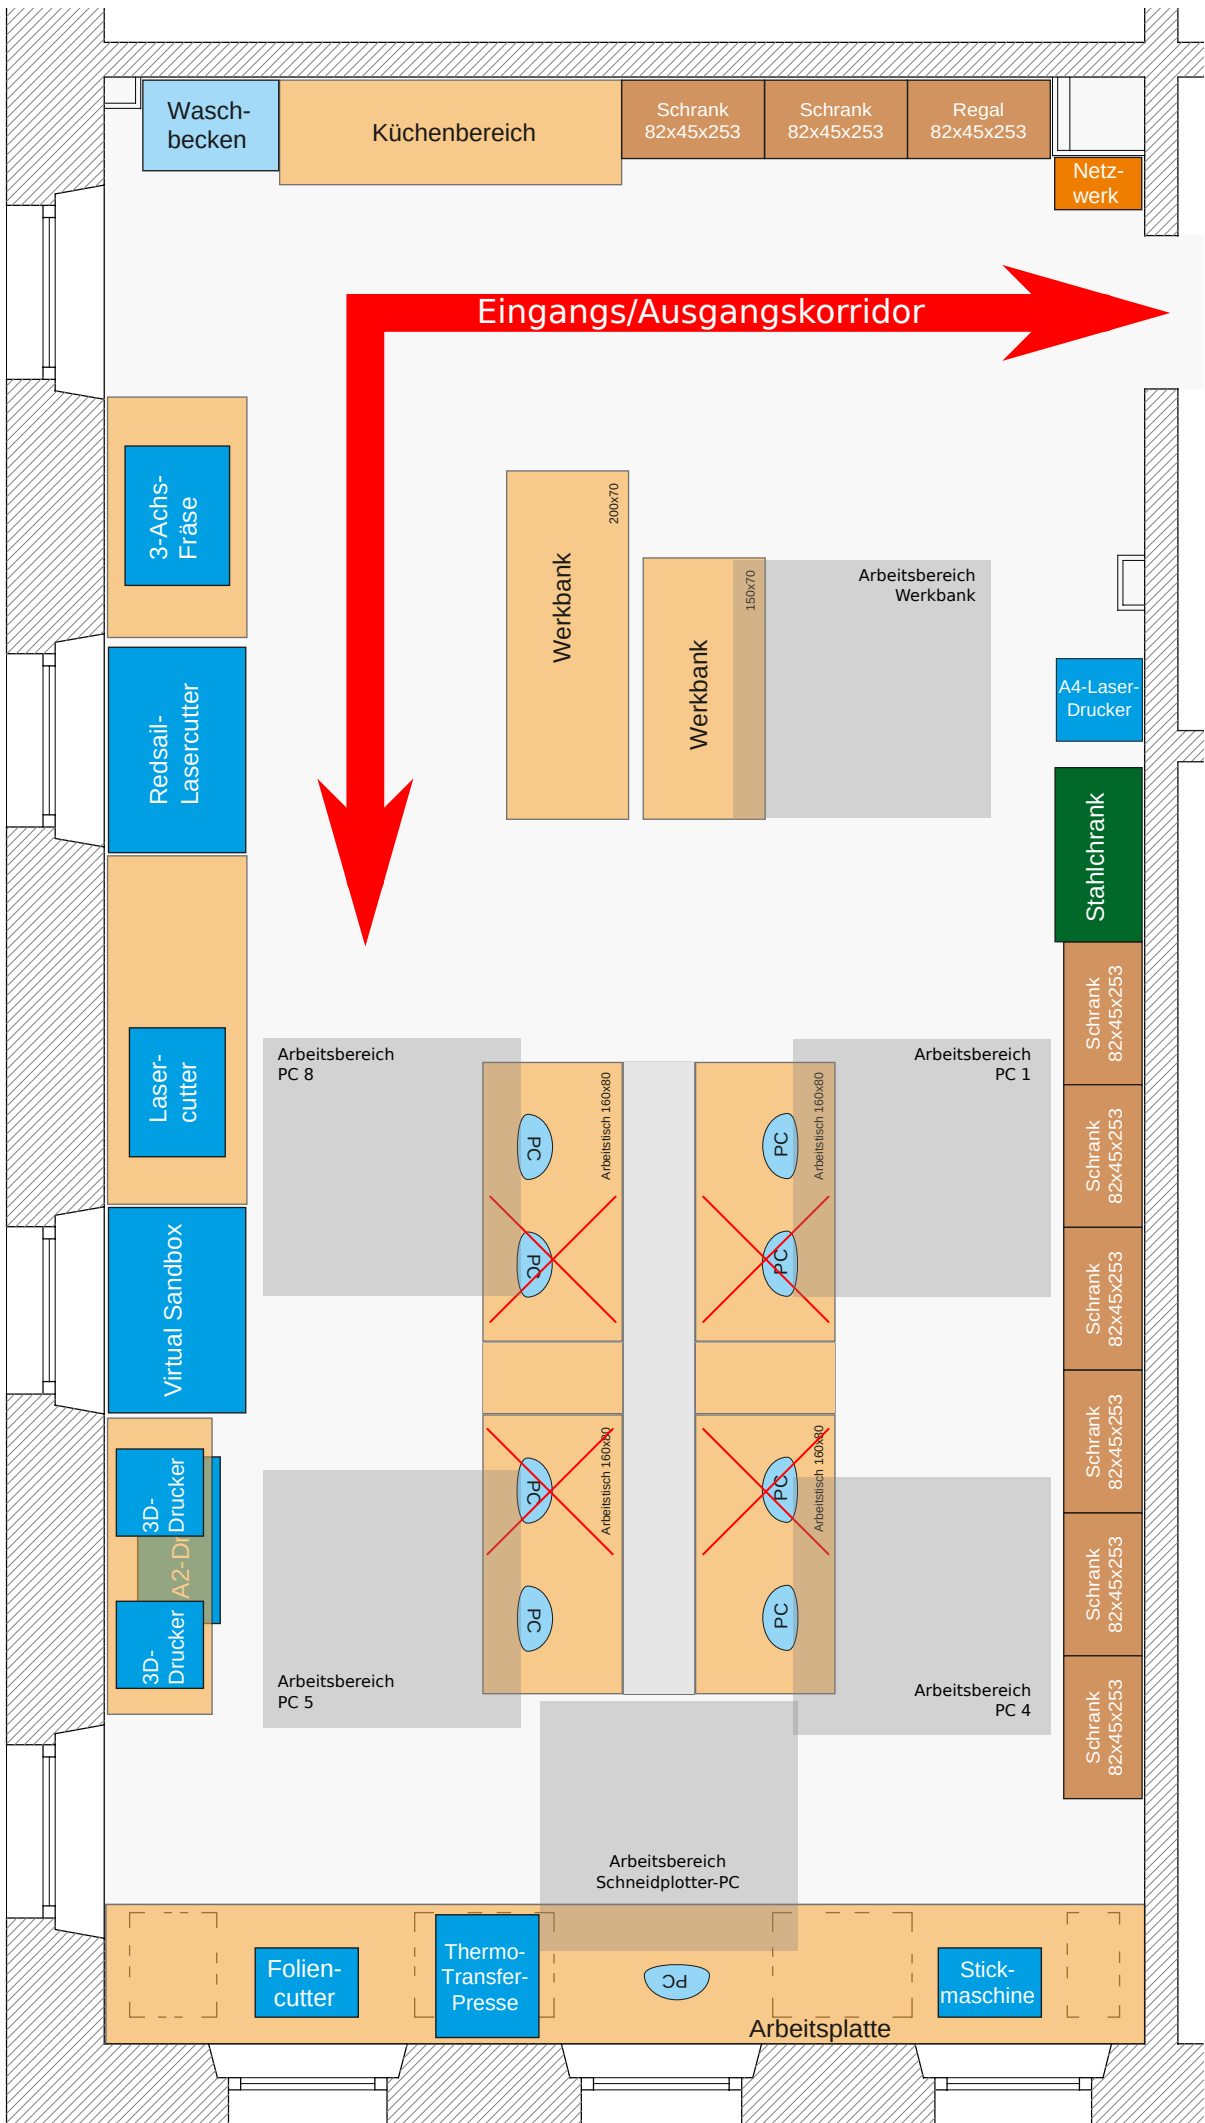 Wasch-
becken
Küchenbereich
Schrank
82x45x253
Schrank
82x45x253
Regal
82x45x253
Netz-
werk
Eingangs/Ausgangskorridor
3-Achs-
Fräse
Werkbank
200x70
Werkbank
150x70
Arbeitsbereich
Werkbank
Redsail-
Lasercutter
A4-Laser-
Drucker
Stahlchrank
Laser-
cutter
Arbeitsbereich
PC 8
PC
Arbeitstisch 160x80
PC
PC
Arbeitstisch 160x80
PC
Arbeitsbereich
PC 1
Schrank
82x45x253
Schrank
82x45x253
Schrank
82x45x253
Schrank
82x45x253
Schrank
82x45x253
Schrank
82x45x253
Virtual Sandbox
3D-
Drucker
A2-Dr
3D-
Drucker
PC
Arbeitstisch 160x80
PC
PC
Arbeitstisch 160x80
PC
Arbeitsbereich
PC 5
Arbeitsbereich
PC 4
Arbeitsbereich
Schneidplotter-PC
Folien-
cutter
Thermo-
Transfer-
Presse
PC
Stick-
maschine
Arbeitsplatte